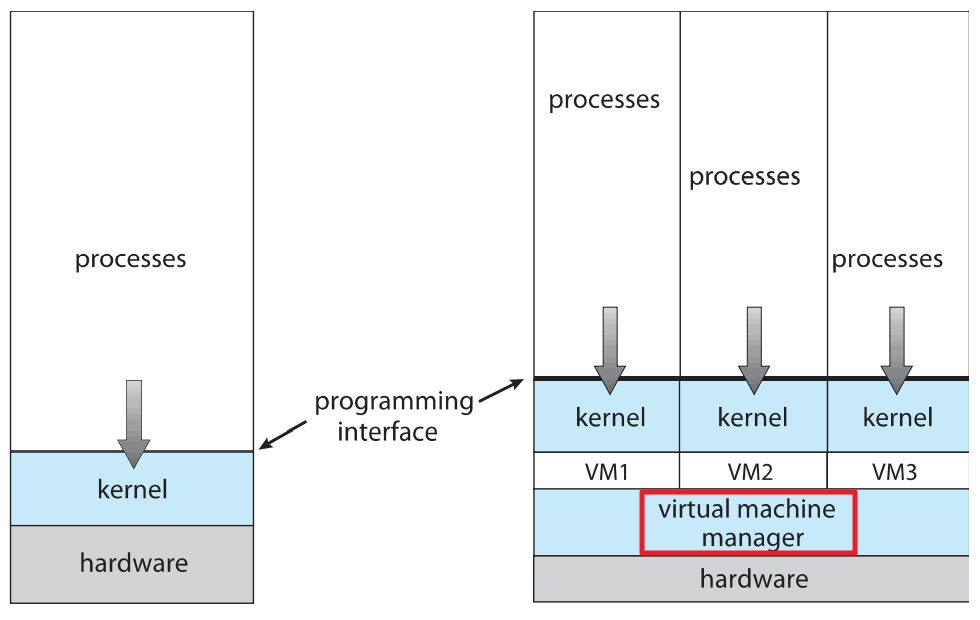 processes
kernel
hardware
programming
interface
processes
processes
processes
kernel
kernel
kernel
VM1
VM2
VM3
virtual machine
manager
hardware